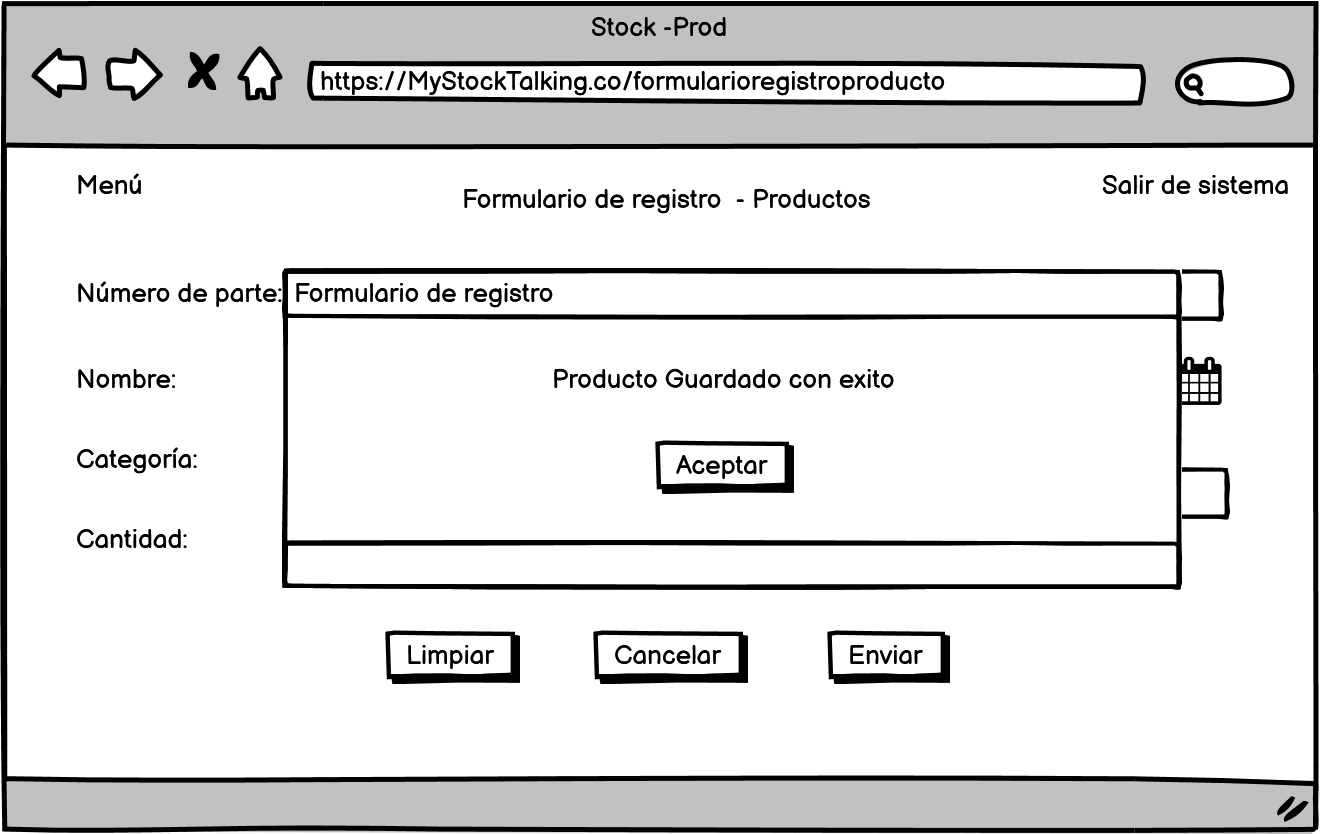 Stock -Prod
https://MyStockTalking.co/formularioregistroproducto
Menú
Salir de sistema
Formulario de registro - Productos
Número de parte:
Formulario de registro
Nombre:
Producto Guardado con exito
Categoría:
Aceptar
Cantidad:
Limpiar
Cancelar
Enviar